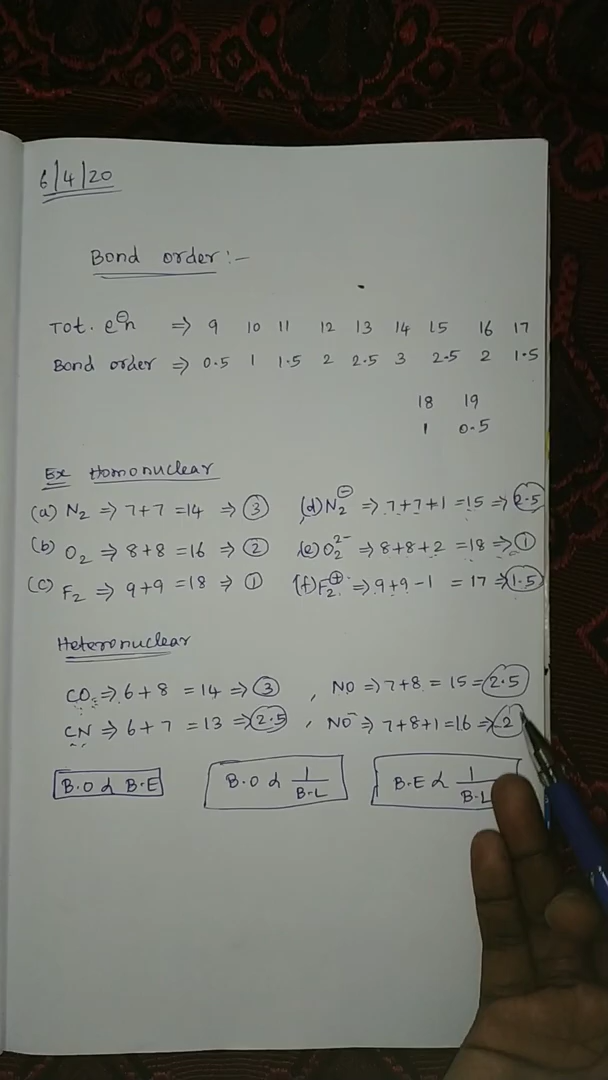 6/4/20
Bond order :-
Tot. e⊖n ⇒ 9 10 11 12 13 14 15 16 17
Bond order ⇒ 0.5 1 1.5 2 2.5 3 2.5 2 1.5
18 19
1 0.5
Ex Homonuclear
(a) N₂ ⇒ 7+7 = 14 ⇒ 3 (d) N₂⊖ ⇒ 7+7+1 = 15 ⇒ 2.5
(b) O₂ ⇒ 8+8 = 16 ⇒ 2 (e) O₂²⁻ ⇒ 8+8+2 = 18 ⇒ 1
(c) F₂ ⇒ 9+9 = 18 ⇒ 1 (f) F₂⊕ ⇒ 9+9-1 = 17 ⇒ 1.5
Heteronuclear
CO ⇒ 6+8 = 14 ⇒ 3 , NO ⇒ 7+8 = 15 = 2.5
CN ⇒ 6+7 = 13 ⇒ 2.5 , NO⁻ ⇒ 7+8+1 = 16 ⇒ 2
B.O α B.E B.O α 1/B.L B.E α 1/B.L